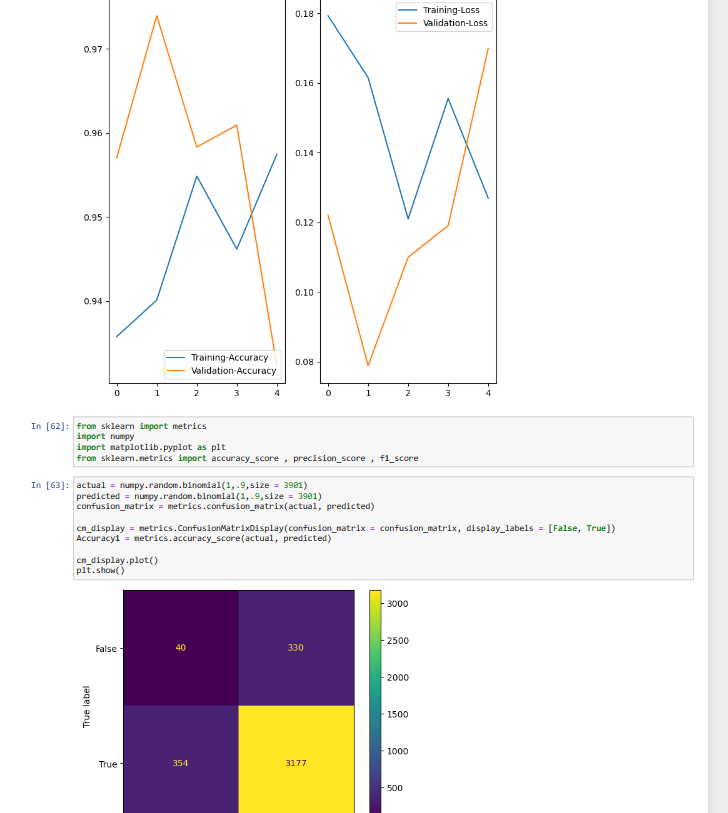 0.97
0.96
0.95
0.94
Training-Accuracy
Validation-Accuracy
0 1 2 3 4
0.18
0.16
0.14
0.12
0.10
0.08
Training-Loss
Validation-Loss
0 1 2 3 4
In [62]: from sklearn import metrics
import numpy
import matplotlib.pyplot as plt
from sklearn.metrics import accuracy_score , precision_score , f1_score
In [63]: actual = numpy.random.binomial(1,.9,size = 3901)
predicted = numpy.random.binomial(1,.9,size = 3901)
confusion_matrix = metrics.confusion_matrix(actual, predicted)
cm_display = metrics.ConfusionMatrixDisplay(confusion_matrix = confusion_matrix, display_labels = [False, True])
Accuracy1 = metrics.accuracy_score(actual, predicted)
cm_display.plot()
plt.show()
True label
False 40 330
True 354 3177
3000
2500
2000
1500
1000
500